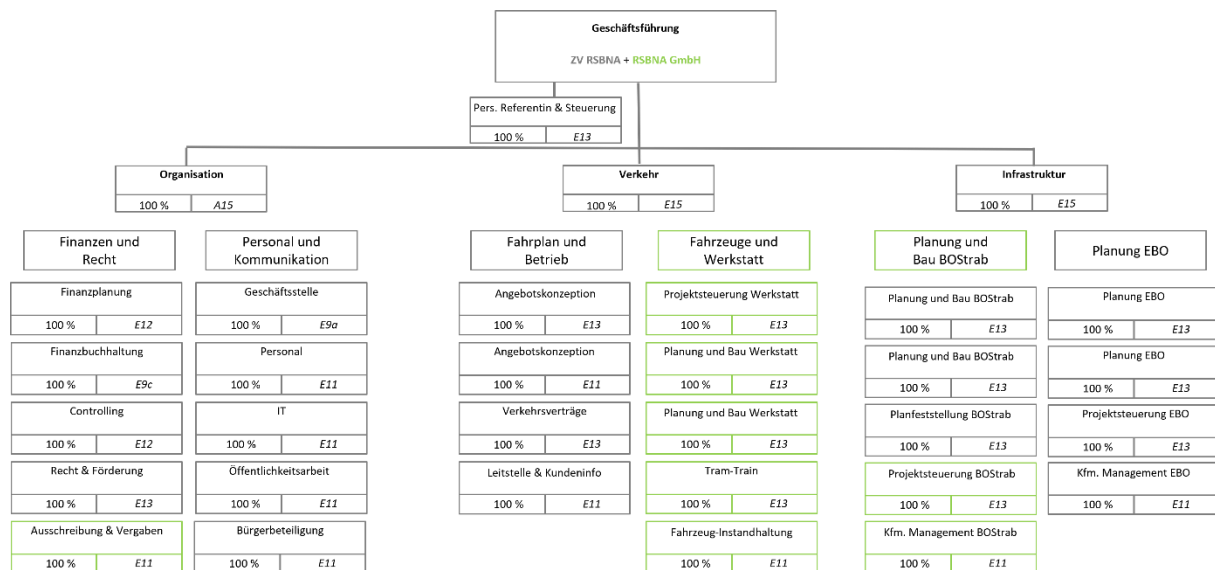 Geschäftsführung
ZV RSBNA + RSBNA GmbH
Pers. Referentin & Steuerung
100 % E13
Organisation
100 % A15
Verkehr
100 % E15
Infrastruktur
100 % E15
Finanzen und
Recht
Finanzplanung
100 % E12
Finanzbuchhaltung
100 % E9c
Controlling
100 % E12
Recht & Förderung
100 % E13
Ausschreibung & Vergaben
100 % E11
Personal und
Kommunikation
Geschäftsstelle
100 % E9a
Personal
100 % E11
IT
100 % E11
Öffentlichkeitsarbeit
100 % E11
Bürgerbeteiligung
100 % E11
Fahrplan und
Betrieb
Angebotskonzeption
100 % E13
Angebotskonzeption
100 % E11
Verkehrsverträge
100 % E13
Leitstelle & Kundeninfo
100 % E11
Fahrzeuge und
Werkstatt
Projektsteuerung Werkstatt
100 % E13
Planung und Bau Werkstatt
100 % E13
Planung und Bau Werkstatt
100 % E13
Tram-Train
100 % E13
Fahrzeug-Instandhaltung
100 % E11
Planung und
Bau BOStrab
Planung und Bau BOStrab
100 % E13
Planung und Bau BOStrab
100 % E13
Planfeststellung BOStrab
100 % E13
Projektsteuerung BOStrab
100 % E13
Kfm. Management BOStrab
100 % E11
Planung EBO
Planung EBO
100 % E13
Planung EBO
100 % E13
Projektsteuerung EBO
100 % E13
Kfm. Management EBO
100 % E11